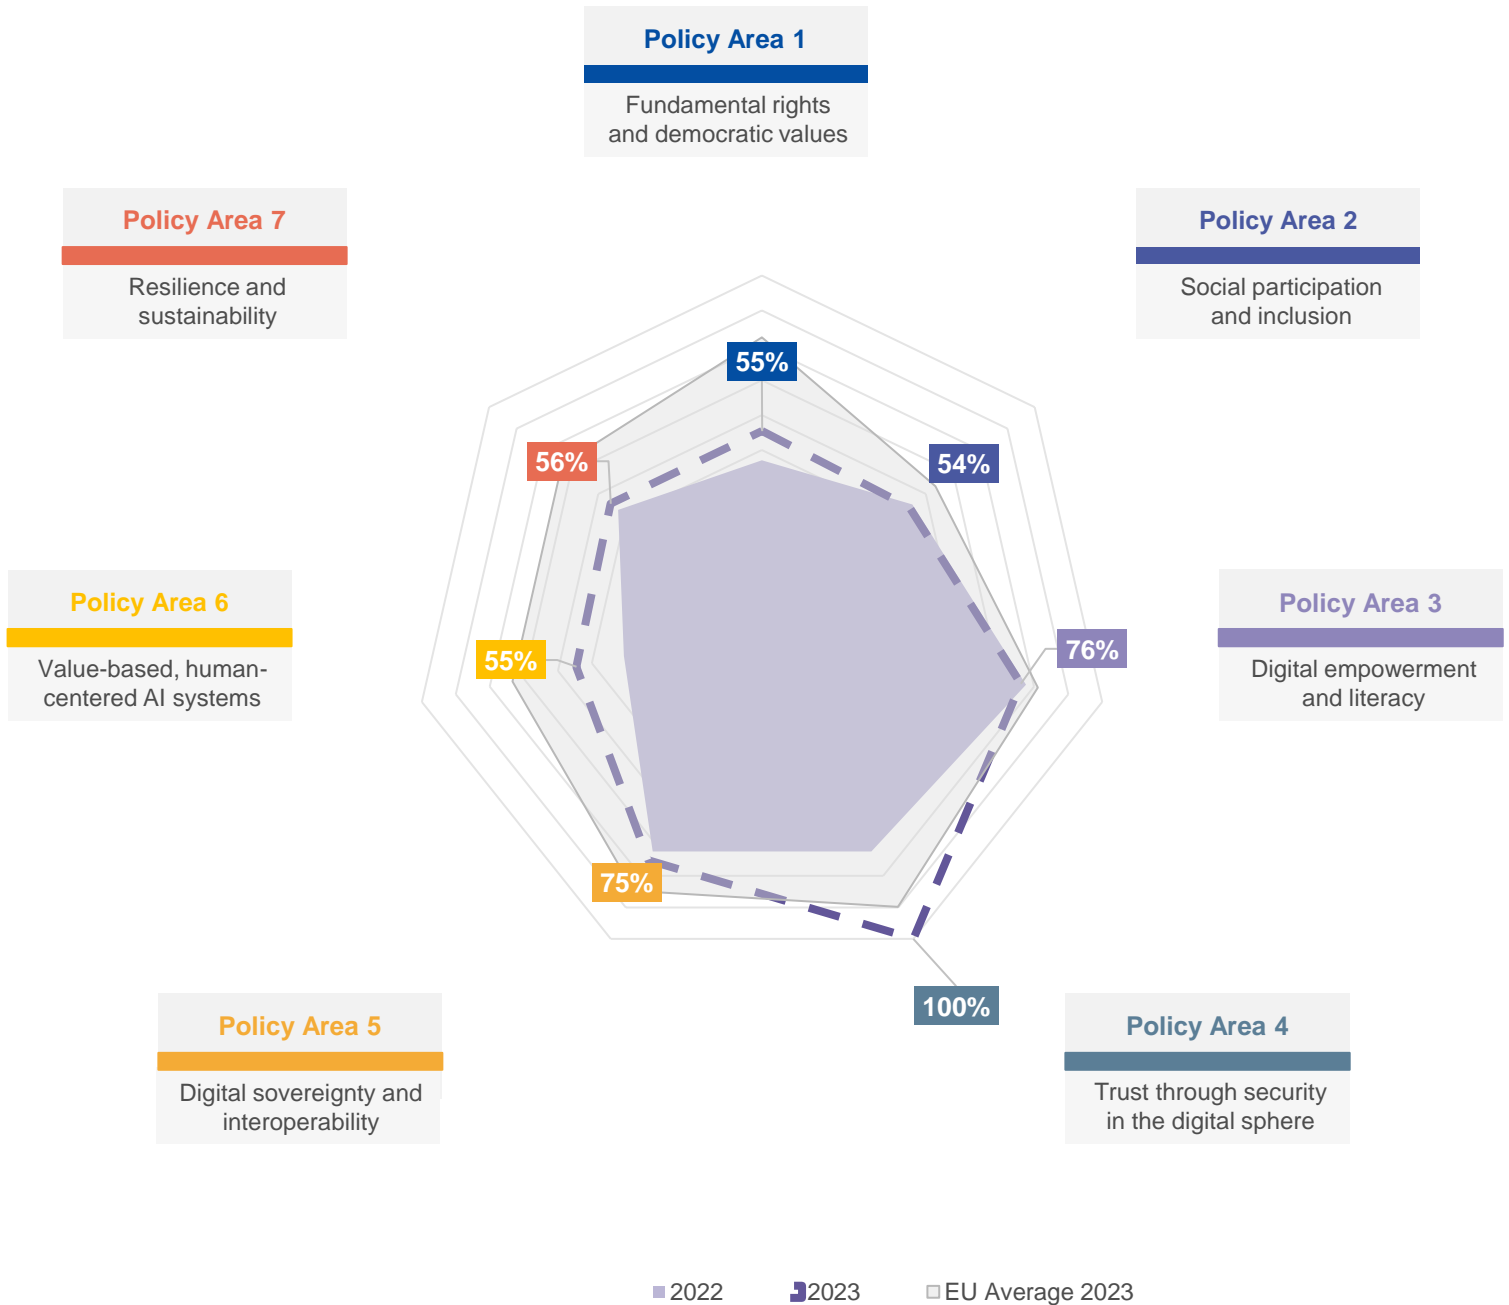 Policy Area 1
Fundamental rights
and democratic values
Policy Area 7
Resilience and
sustainability
Policy Area 2
Social participation
and inclusion
55%
56%
54%
Policy Area 6
Value-based, human-
centered AI systems
55%
76%
Policy Area 3
Digital empowerment
and literacy
75%
100%
Policy Area 5
Digital sovereignty and
interoperability
Policy Area 4
Trust through security
in the digital sphere
2022
2023
EU Average 2023